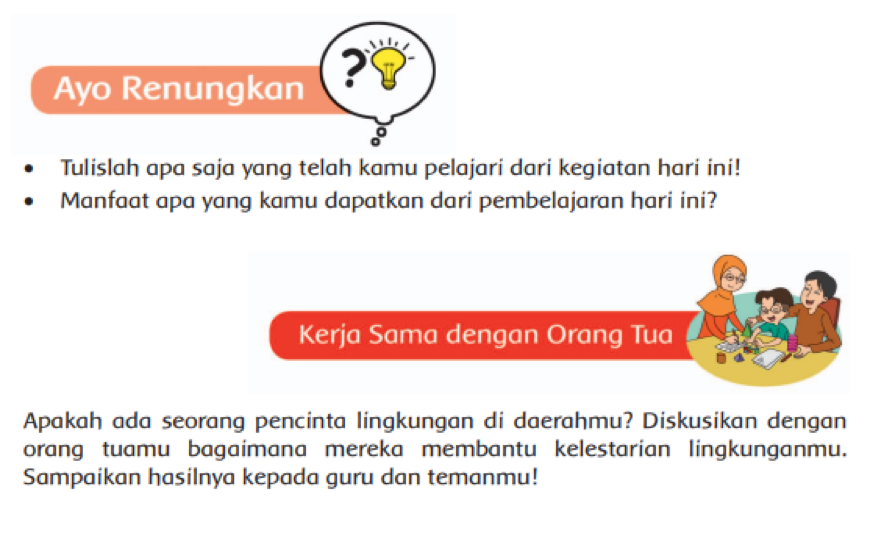 Ayo Renungkan
?
• Tulislah apa saja yang telah kamu pelajari dari kegiatan hari ini!
• Manfaat apa yang kamu dapatkan dari pembelajaran hari ini?
Kerja Sama dengan Orang Tua
Apakah ada seorang pencinta lingkungan di daerahmu? Diskusikan dengan
orang tuamu bagaimana mereka membantu kelestarian lingkunganmu.
Sampaikan hasilnya kepada guru dan temanmu!